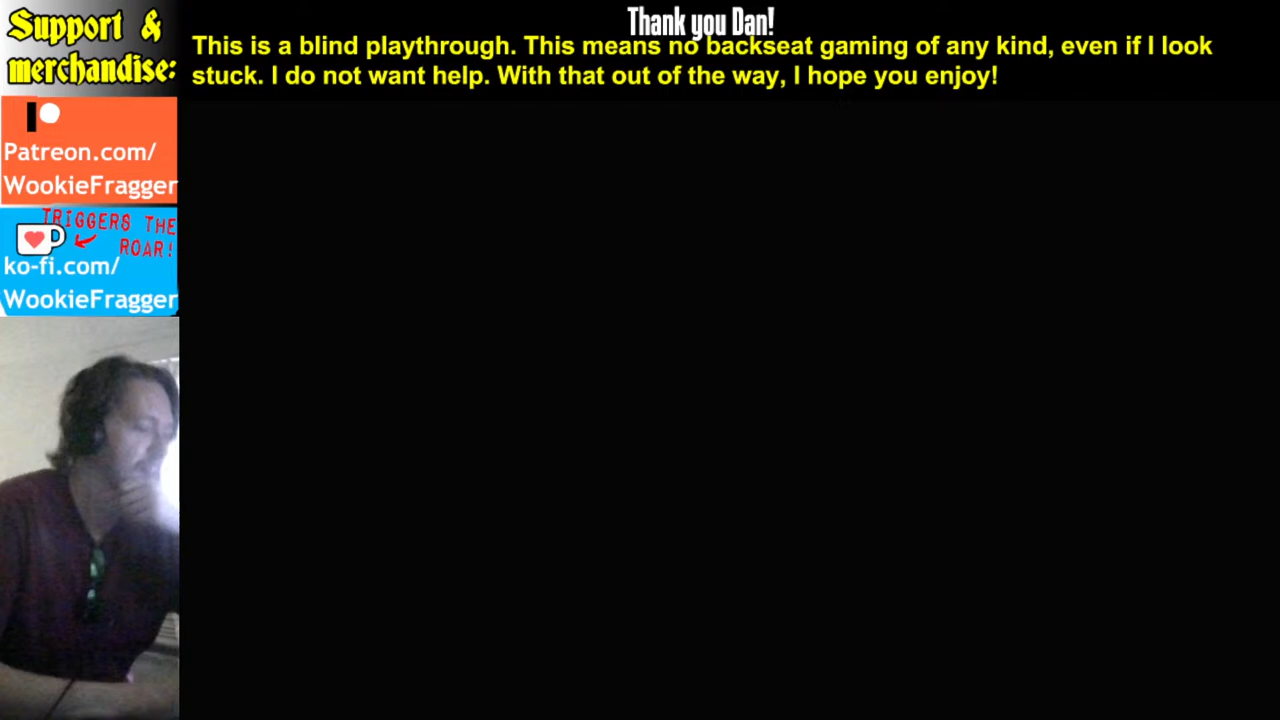 Support &
merchandise:
Thank you Dan!
This is a blind playthrough. This means no backseat gaming of any kind, even if I look
stuck. I do not want help. With that out of the way, I hope you enjoy!
Patreon.com/
WookieFragger
TRIGGERS THE
ROAR!
ko-fi.com/
WookieFragger